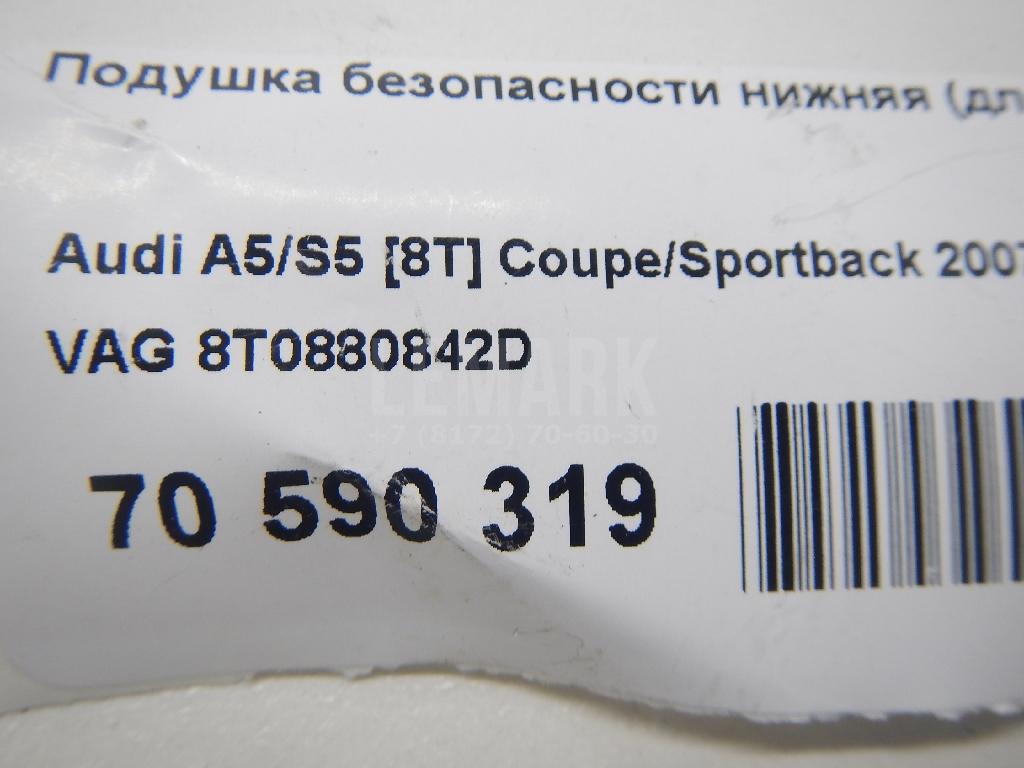 Подушка безопасности нижняя (дл
Audi A5/S5 [8T] Coupe/Sportback 2007
VAG 8T0880842D
LEMARK
+7 (8172) 70-60-30
70 590 319